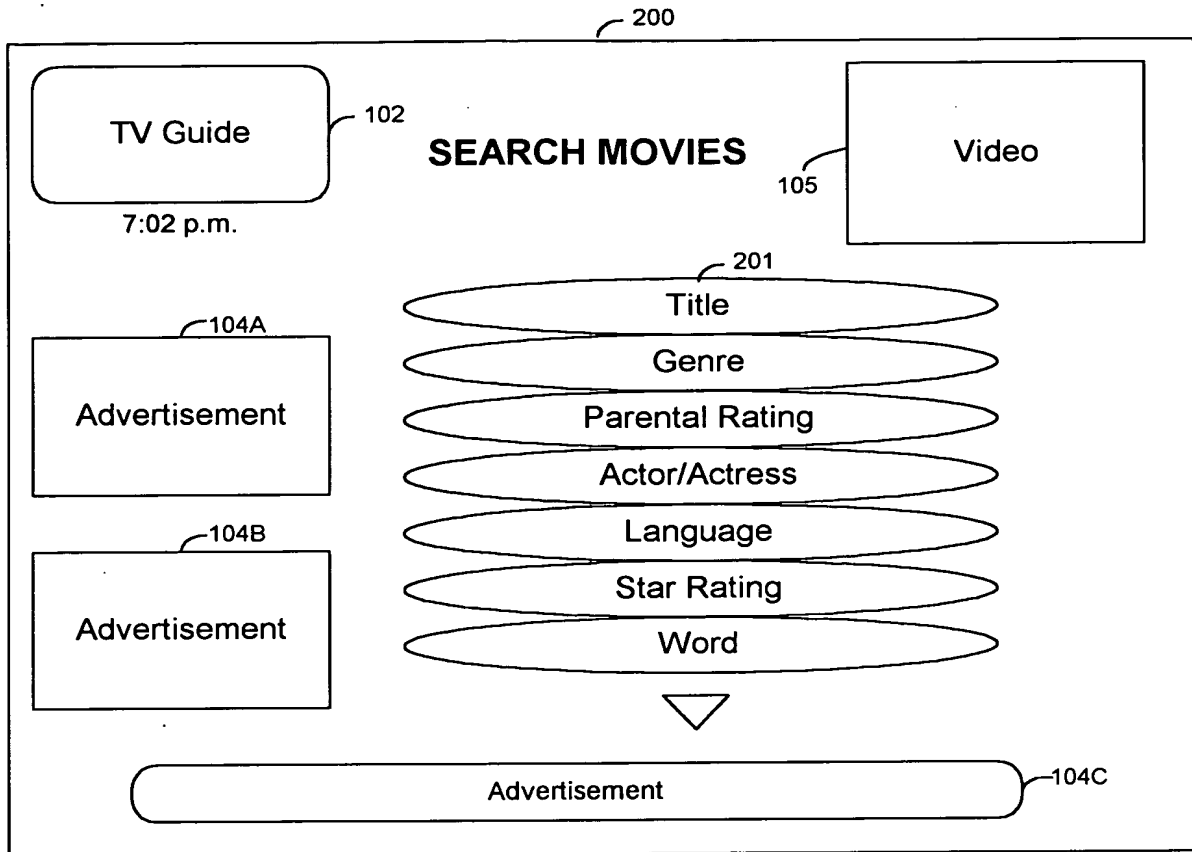 200
TV Guide
102
SEARCH MOVIES
Video
105
7:02 p.m.
201
Title
104A
Genre
Advertisement
Parental Rating
Actor/Actress
104B
Language
Advertisement
Star Rating
Word
Advertisement
104C